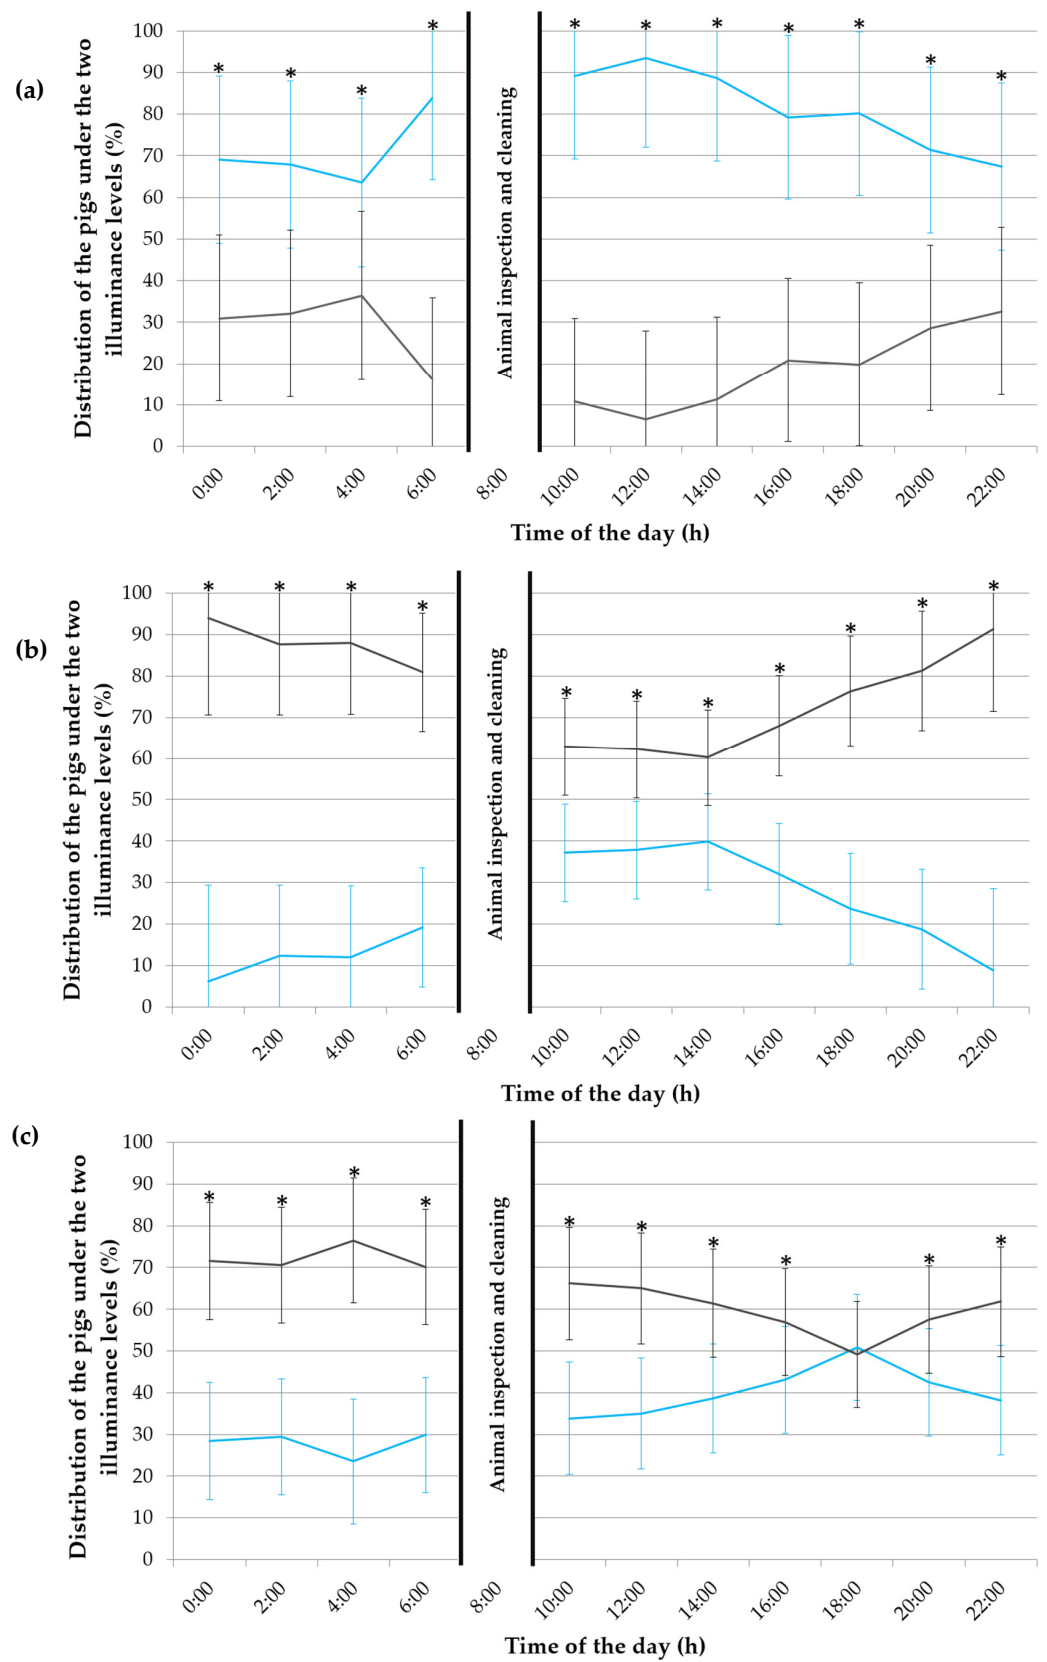 (a)
Distribution of the pigs under the two
illuminance levels (%)
100
90
80
70
60
50
40
30
20
10
0
* * * * * * * * * * *
Animal inspection and cleaning
0:00 2:00 4:00 6:00 8:00 10:00 12:00 14:00 16:00 18:00 20:00 22:00
Time of the day (h)
(b)
Distribution of the pigs under the two
illuminance levels (%)
100
90
80
70
60
50
40
30
20
10
0
* * * * * * * * * * *
Animal inspection and cleaning
0:00 2:00 4:00 6:00 8:00 10:00 12:00 14:00 16:00 18:00 20:00 22:00
Time of the day (h)
(c)
Distribution of the pigs under the two
illuminance levels (%)
100
90
80
70
60
50
40
30
20
10
0
* * * * * * * * * *
Animal inspection and cleaning
0:00 2:00 4:00 6:00 8:00 10:00 12:00 14:00 16:00 18:00 20:00 22:00
Time of the day (h)